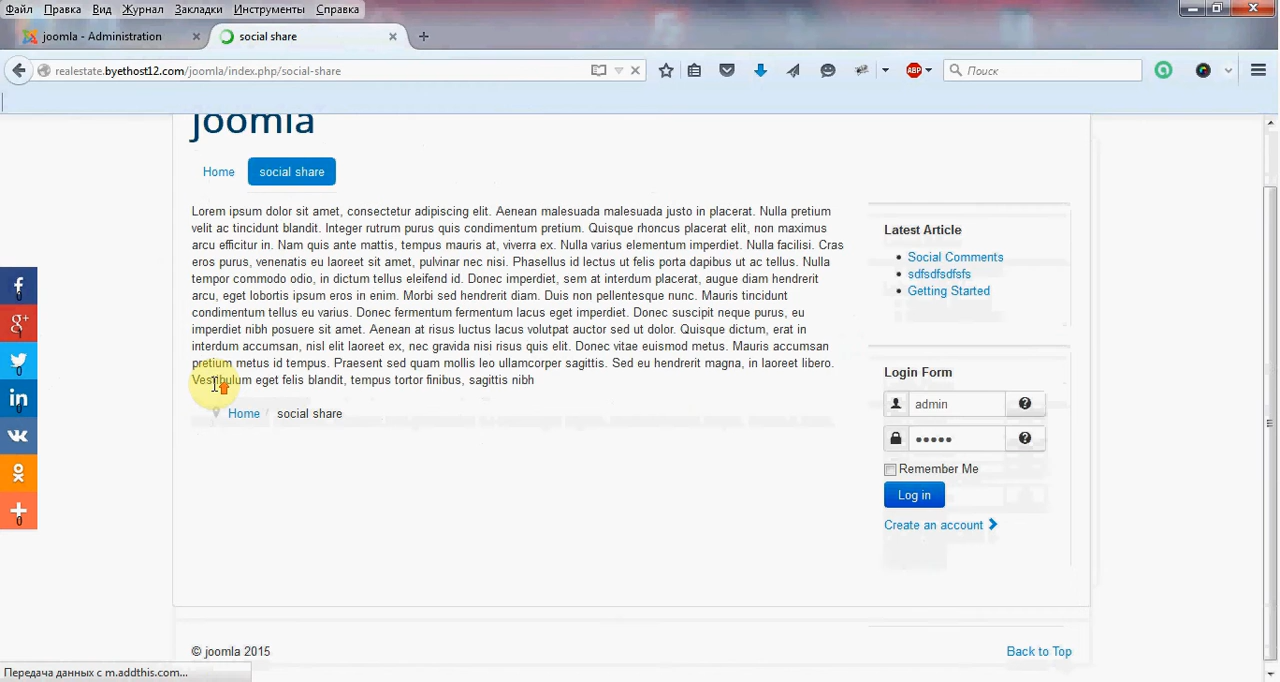 Файл Правка Вид Журнал Закладки Инструменты Справка
joomla - Administration
social share
realestate.byethost12.com/joomla/index.php/social-share
ABP
Поиск
joomla
Home social share
Lorem ipsum dolor sit amet, consectetur adipiscing elit. Aenean malesuada malesuada justo in placerat. Nulla pretium
velit ac tincidunt blandit. Integer rutrum purus quis condimentum pretium. Quisque rhoncus placerat elit, non maximus
arcu efficitur in. Nam quis ante mattis, tempus mauris at, viverra ex. Nulla varius elementum imperdiet. Nulla facilisi. Cras
eros purus, venenatis eu laoreet sit amet, pulvinar nec nisi. Phasellus id lectus ut felis porta dapibus ut ac tellus. Nulla
tempor commodo odio, in dictum tellus eleifend id. Donec imperdiet, sem at interdum placerat, augue diam hendrerit
arcu, eget lobortis ipsum eros in enim. Morbi sed hendrerit diam. Duis non pellentesque nunc. Mauris tincidunt
condimentum tellus eu varius. Donec fermentum fermentum lacus eget imperdiet. Donec suscipit neque purus, eu
imperdiet nibh posuere sit amet. Aenean at risus luctus lacus volutpat auctor sed ut dolor. Quisque dictum, erat in
interdum accumsan, nisl elit laoreet ex, nec gravida nisi risus quis elit. Donec vitae euismod metus. Mauris accumsan
pretium metus id tempus. Praesent sed quam mollis leo ullamcorper sagittis. Sed eu hendrerit magna, in laoreet libero.
Vestibulum eget felis blandit, tempus tortor finibus, sagittis nibh
Home / social share
Latest Article
Social Comments
sdfsdfsdfsfs
Getting Started
Login Form
admin
Remember Me
Log in
Create an account
f
0
g+
0
0
in
0
0
0
0
© joomla 2015
Back to Top
Передача данных с m.addthis.com...